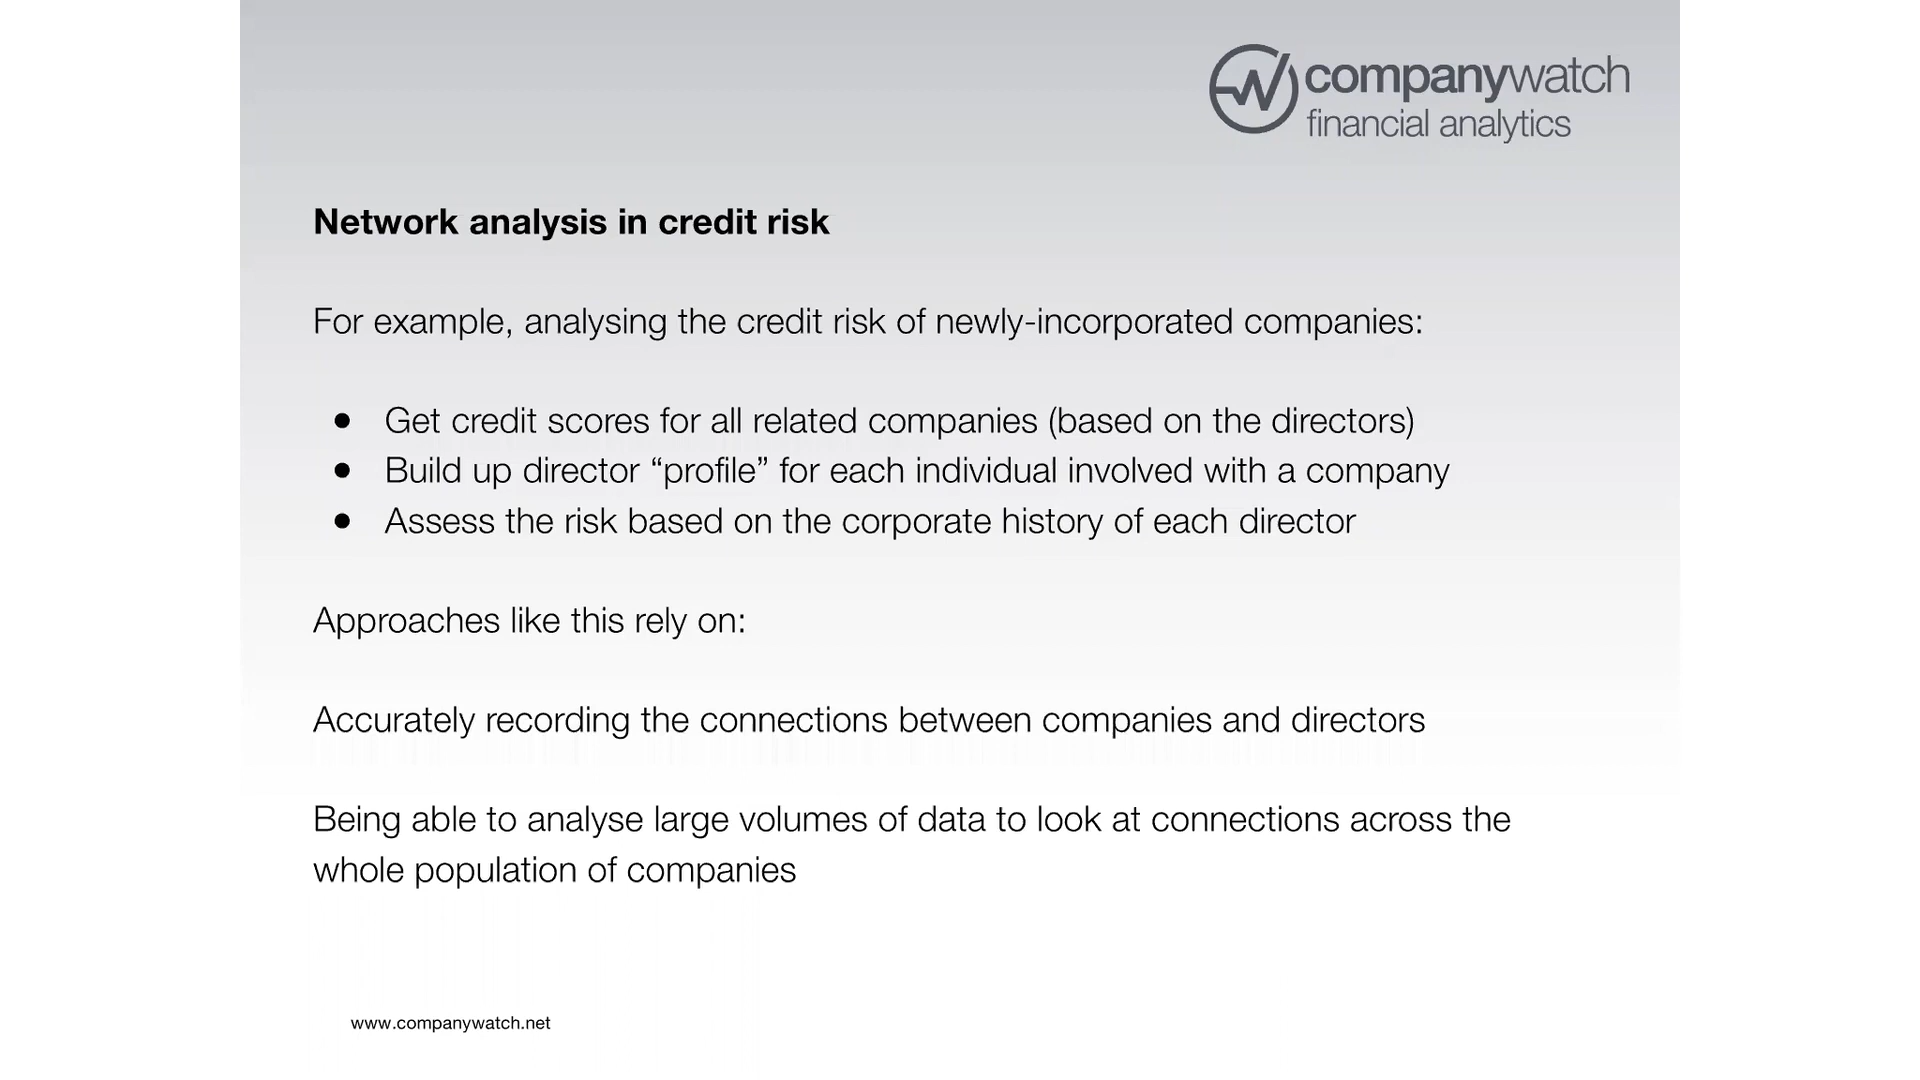 companywatch
financial analytics
Network analysis in credit risk
For example, analysing the credit risk of newly-incorporated companies:
● Get credit scores for all related companies (based on the directors)
● Build up director “profile” for each individual involved with a company
● Assess the risk based on the corporate history of each director
Approaches like this rely on:
Accurately recording the connections between companies and directors
Being able to analyse large volumes of data to look at connections across the
whole population of companies
www.companywatch.net